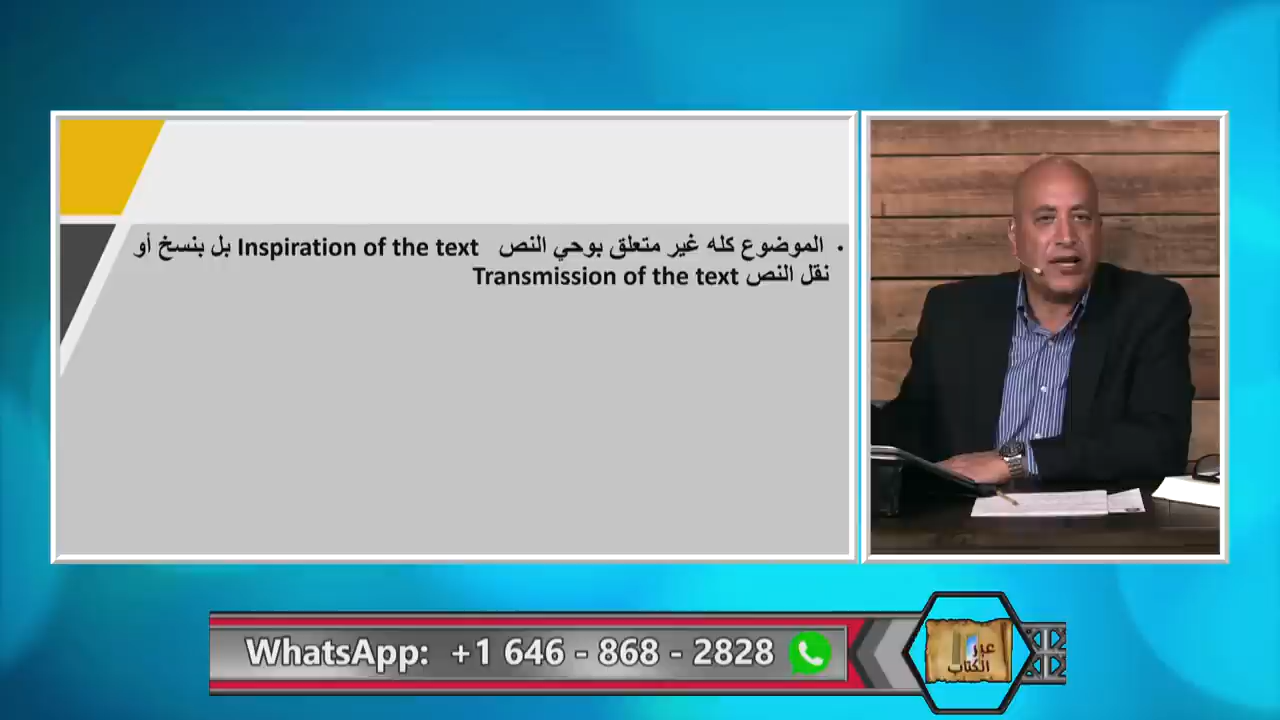 • الموضوع كله غير متعلق بوحي النص Inspiration of the text بل بنسخ أو
نقل النص Transmission of the text
WhatsApp: +1 646 - 868 - 2828
عبر
الكتاب